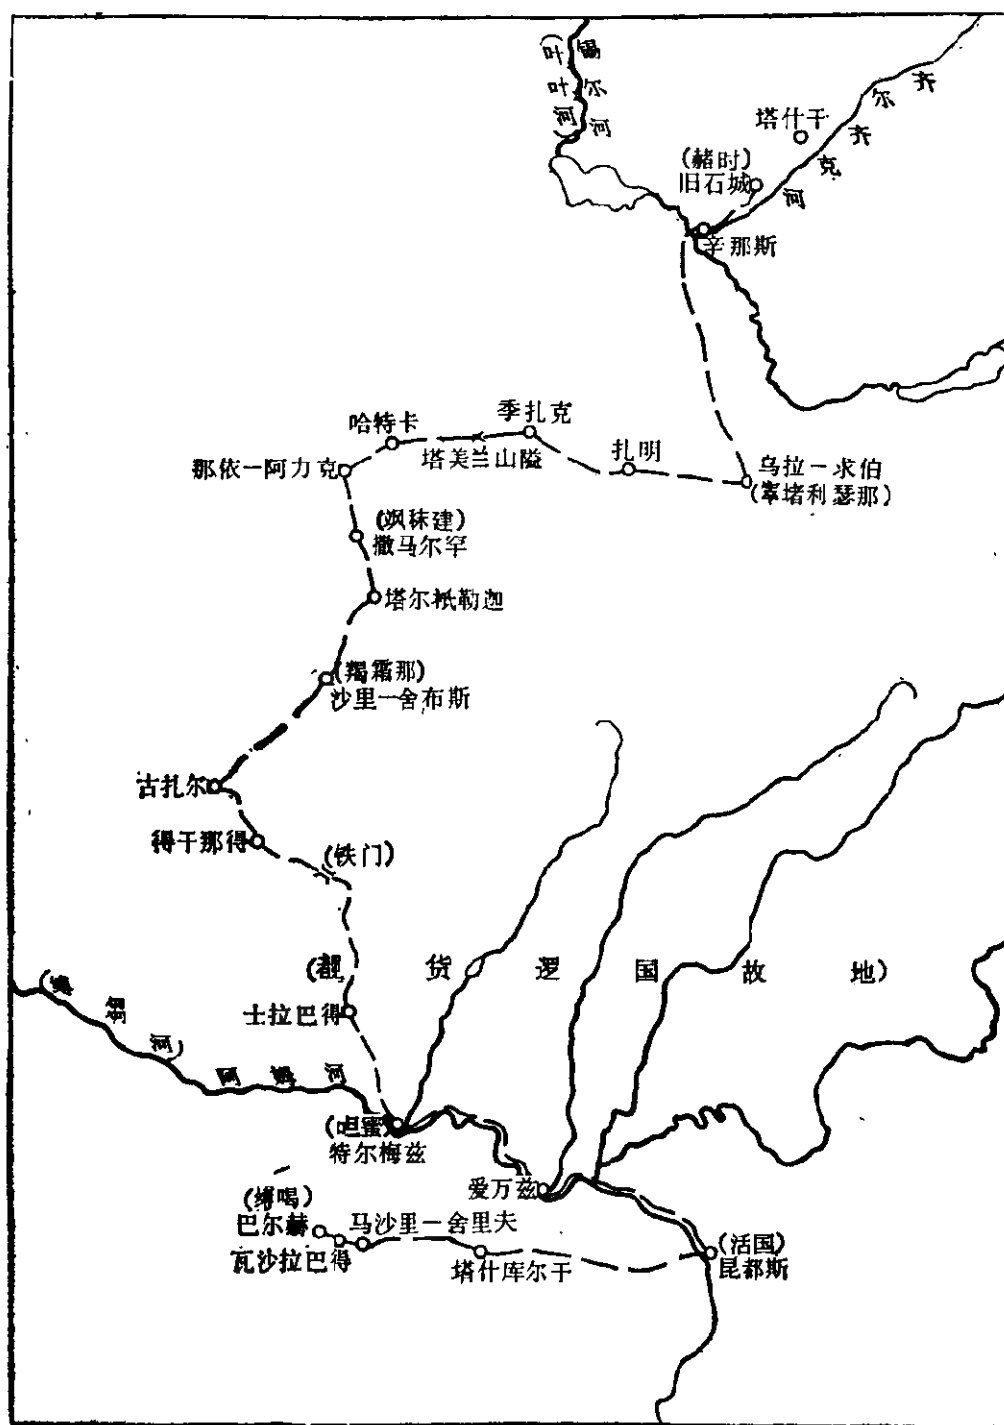 锡尔河
(叶叶河)
齐尔齐克河
塔什干
(赭时)
旧石城
辛那斯
季扎克
哈特卡
塔美兰山隘
扎明
乌拉一求伯
(窣堵利瑟那)
那依一阿力克
(飒秣建)
撒马尔罕
塔尔衹勒迦
(羯霜那)
沙里一舍布斯
古扎尔
得干那得
(铁门)
(覩货逻国故地)
士拉巴得
阿姆河
(呾蜜)
特尔梅兹
爱万兹
(缚喝)
巴尔赫
马沙里一舍里夫
瓦沙拉巴得
塔什库尔干
(活国)
昆都斯